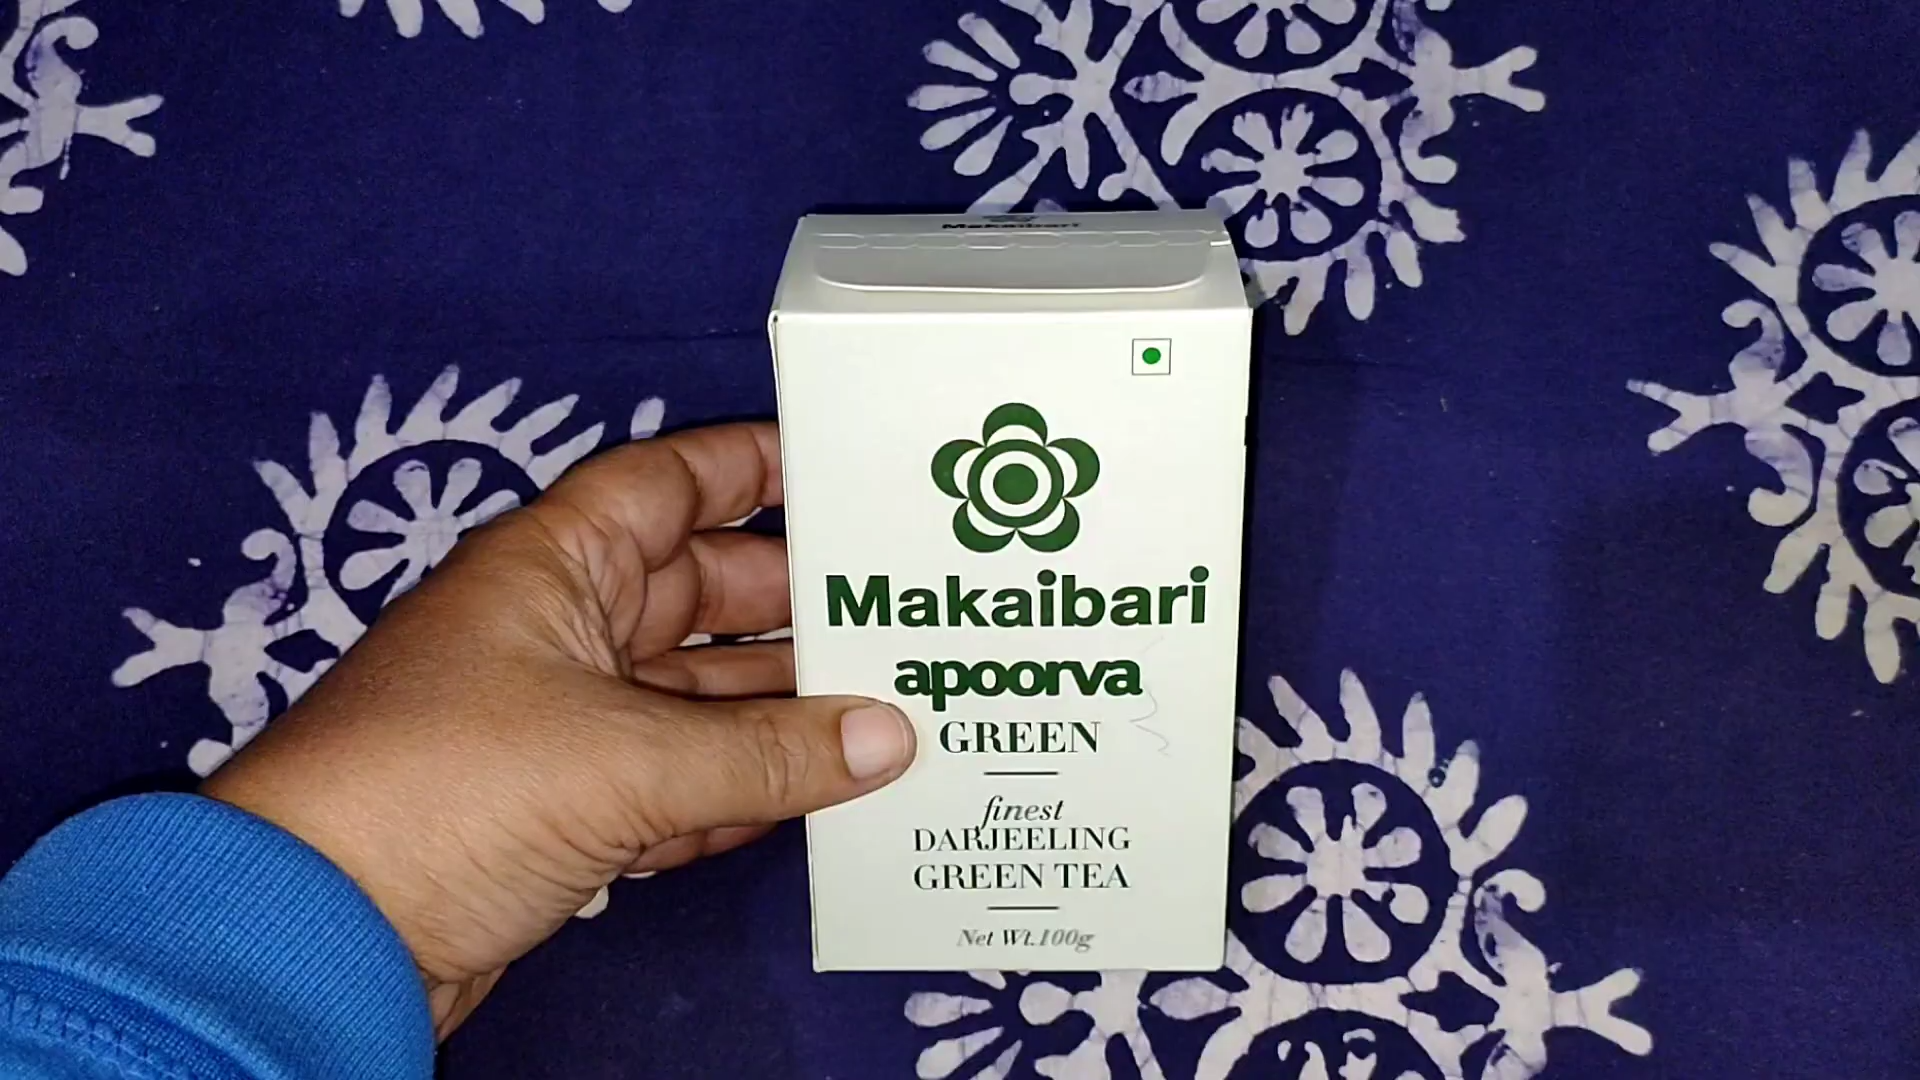 Makaibari
Makaibari
apoorva
GREEN
finest
DARJEELING
GREEN TEA
Net Wt.100g